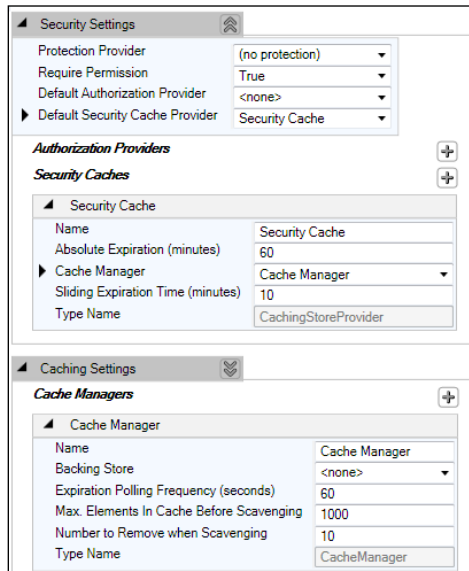 Security Settings
Protection Provider (no protection)
Require Permission True
Default Authorization Provider <none>
Default Security Cache Provider Security Cache
Authorization Providers
Security Caches
Security Cache
Name Security Cache
Absolute Expiration (minutes) 60
Cache Manager Cache Manager
Sliding Expiration Time (minutes) 10
Type Name CachingStoreProvider
Caching Settings
Cache Managers
Cache Manager
Name Cache Manager
Backing Store <none>
Expiration Polling Frequency (seconds) 60
Max. Elements In Cache Before Scavenging 1000
Number to Remove when Scavenging 10
Type Name CacheManager